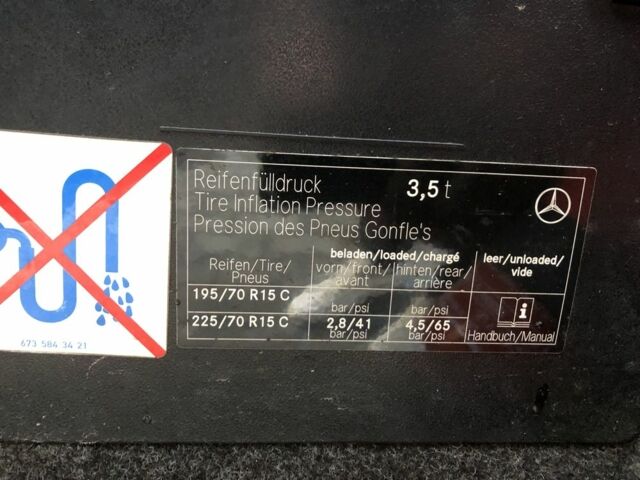 Reifenfülldruck 3,5 t
Tire Inflation Pressure
Pression des Pneus Gonfle's
beladen/loaded/chargé leer/unloaded/
Reifen/Tire/ vorn/front/ hinten/rear/ vide
Pneus avant arrière
195/70 R15 C bar/psi bar/psi
225/70 R15 C 2,8/41 4,5/65
bar/psi bar/psi Handbuch/Manual
673 584 34 21